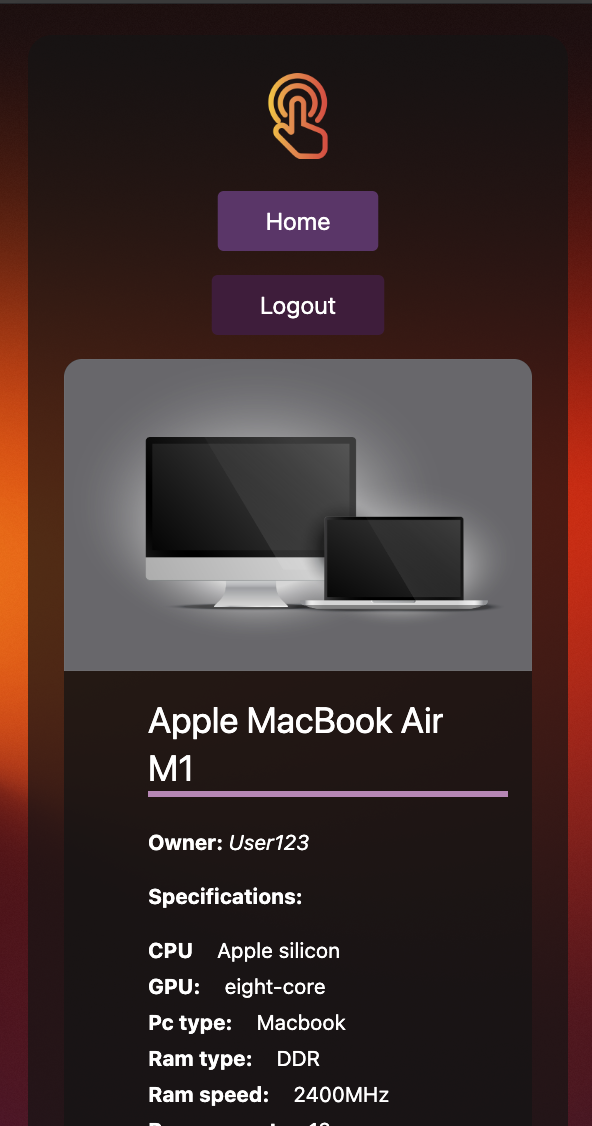 Home
Logout
Apple MacBook Air
M1
Owner: User123
Specifications:
CPU Apple silicon
GPU: eight-core
Pc type: Macbook
Ram type: DDR
Ram speed: 2400MHz